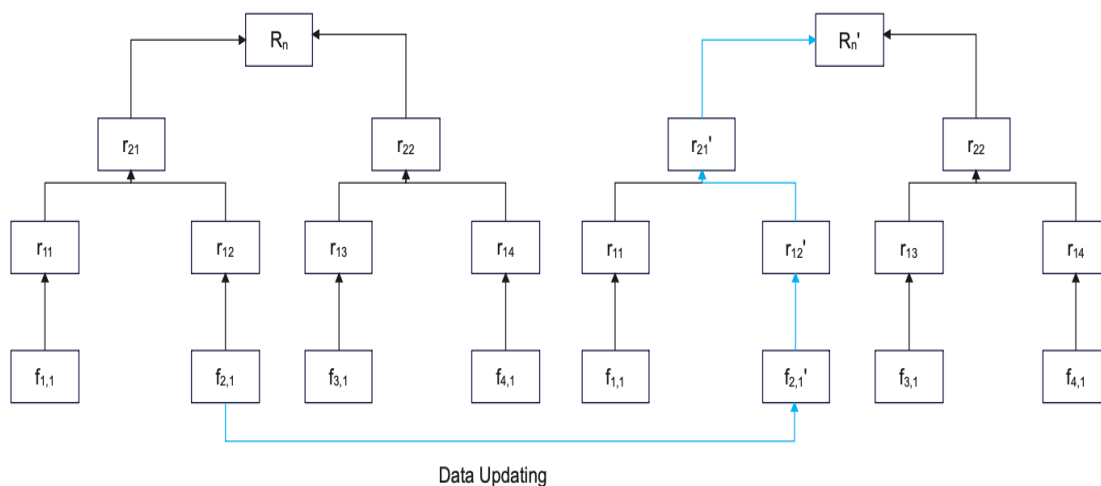 Rₙ Rₙ'
r₂₁ r₂₂ r₂₁' r₂₂
r₁₁ r₁₂ r₁₃ r₁₄ r₁₁ r₁₂' r₁₃ r₁₄
f₁,₁ f₂,₁ f₃,₁ f₄,₁ f₁,₁ f₂,₁' f₃,₁ f₄,₁
Data Updating